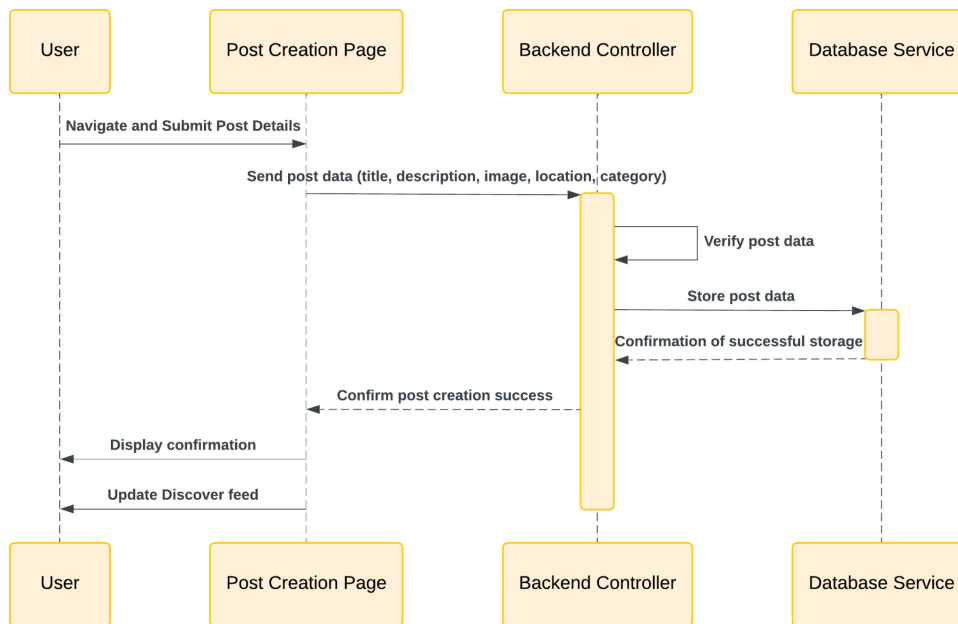 User
Post Creation Page
Backend Controller
Database Service
Navigate and Submit Post Details
Send post data (title, description, image, location, category)
Verify post data
Store post data
Confirmation of successful storage
Confirm post creation success
Display confirmation
Update Discover feed
User
Post Creation Page
Backend Controller
Database Service